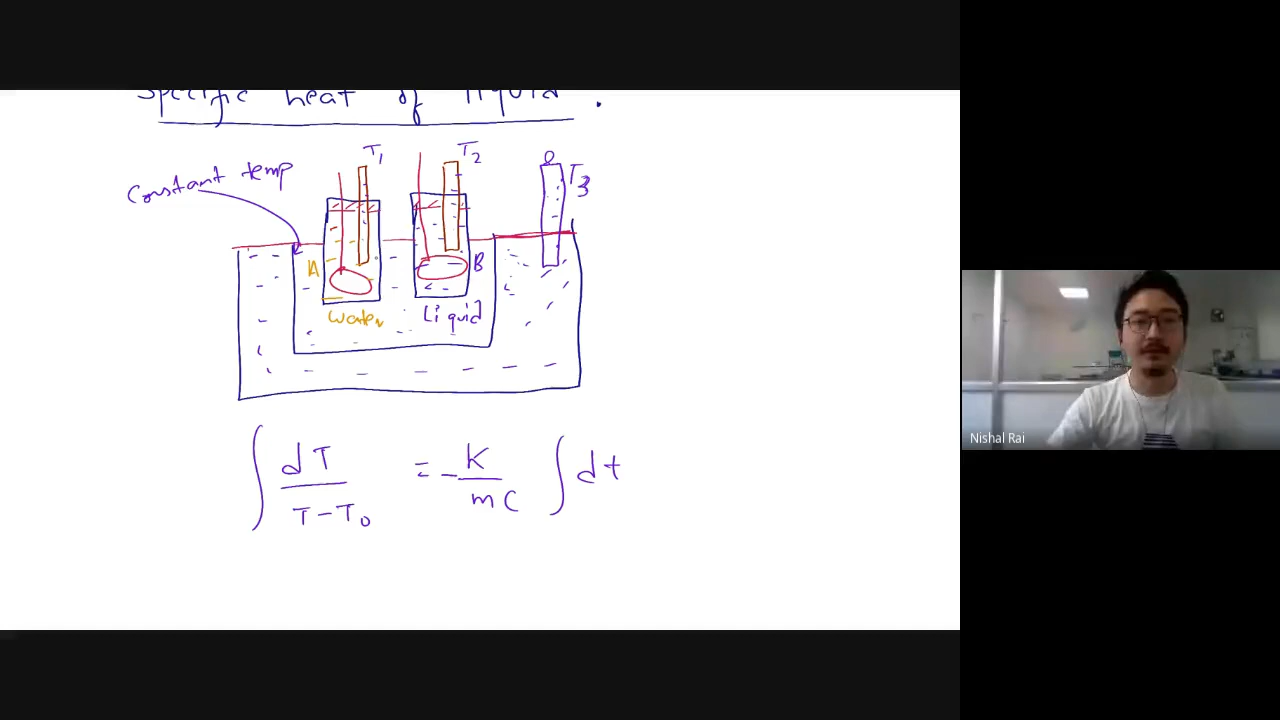 Specific heat of liquid .
Constant temp
T1
T2
T3
A
B
Water
Liquid
∫ dT / T - T0 = - K / mC ∫ dt
Nishal Rai